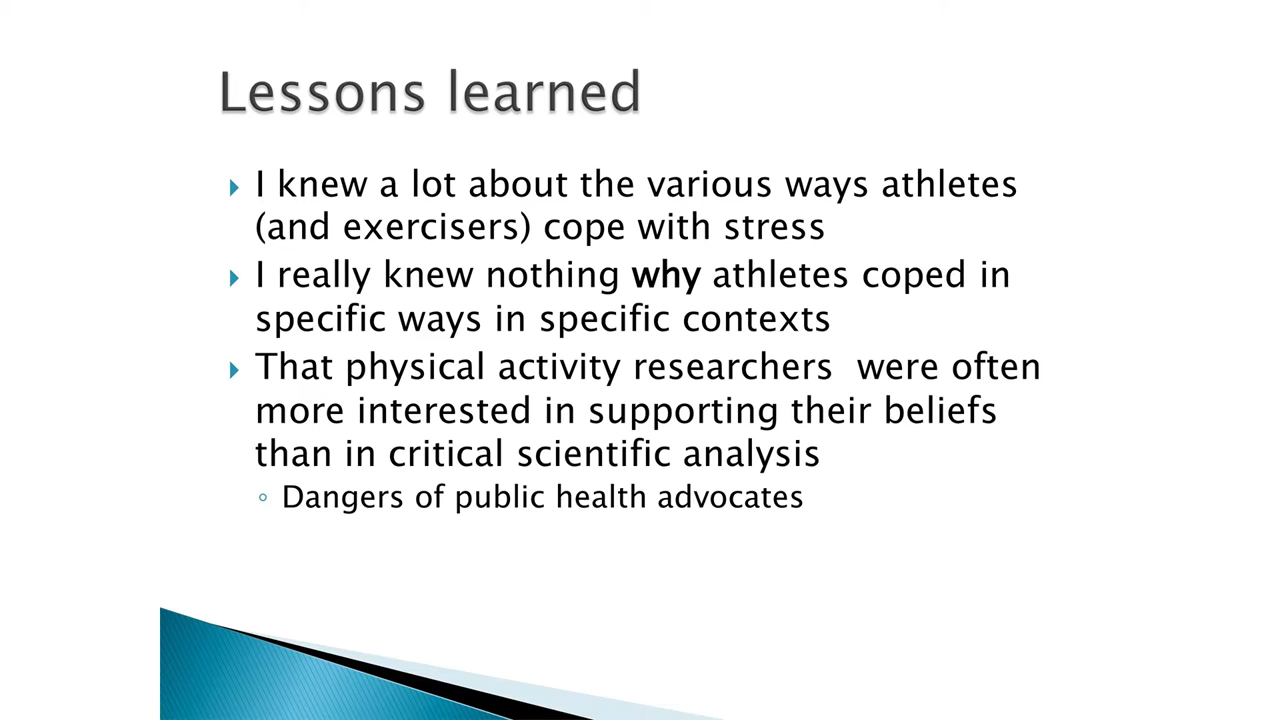 Lessons learned
I knew a lot about the various ways athletes
(and exercisers) cope with stress
I really knew nothing why athletes coped in
specific ways in specific contexts
That physical activity researchers  were often
more interested in supporting their beliefs
than in critical scientific analysis
Dangers of public health advocates